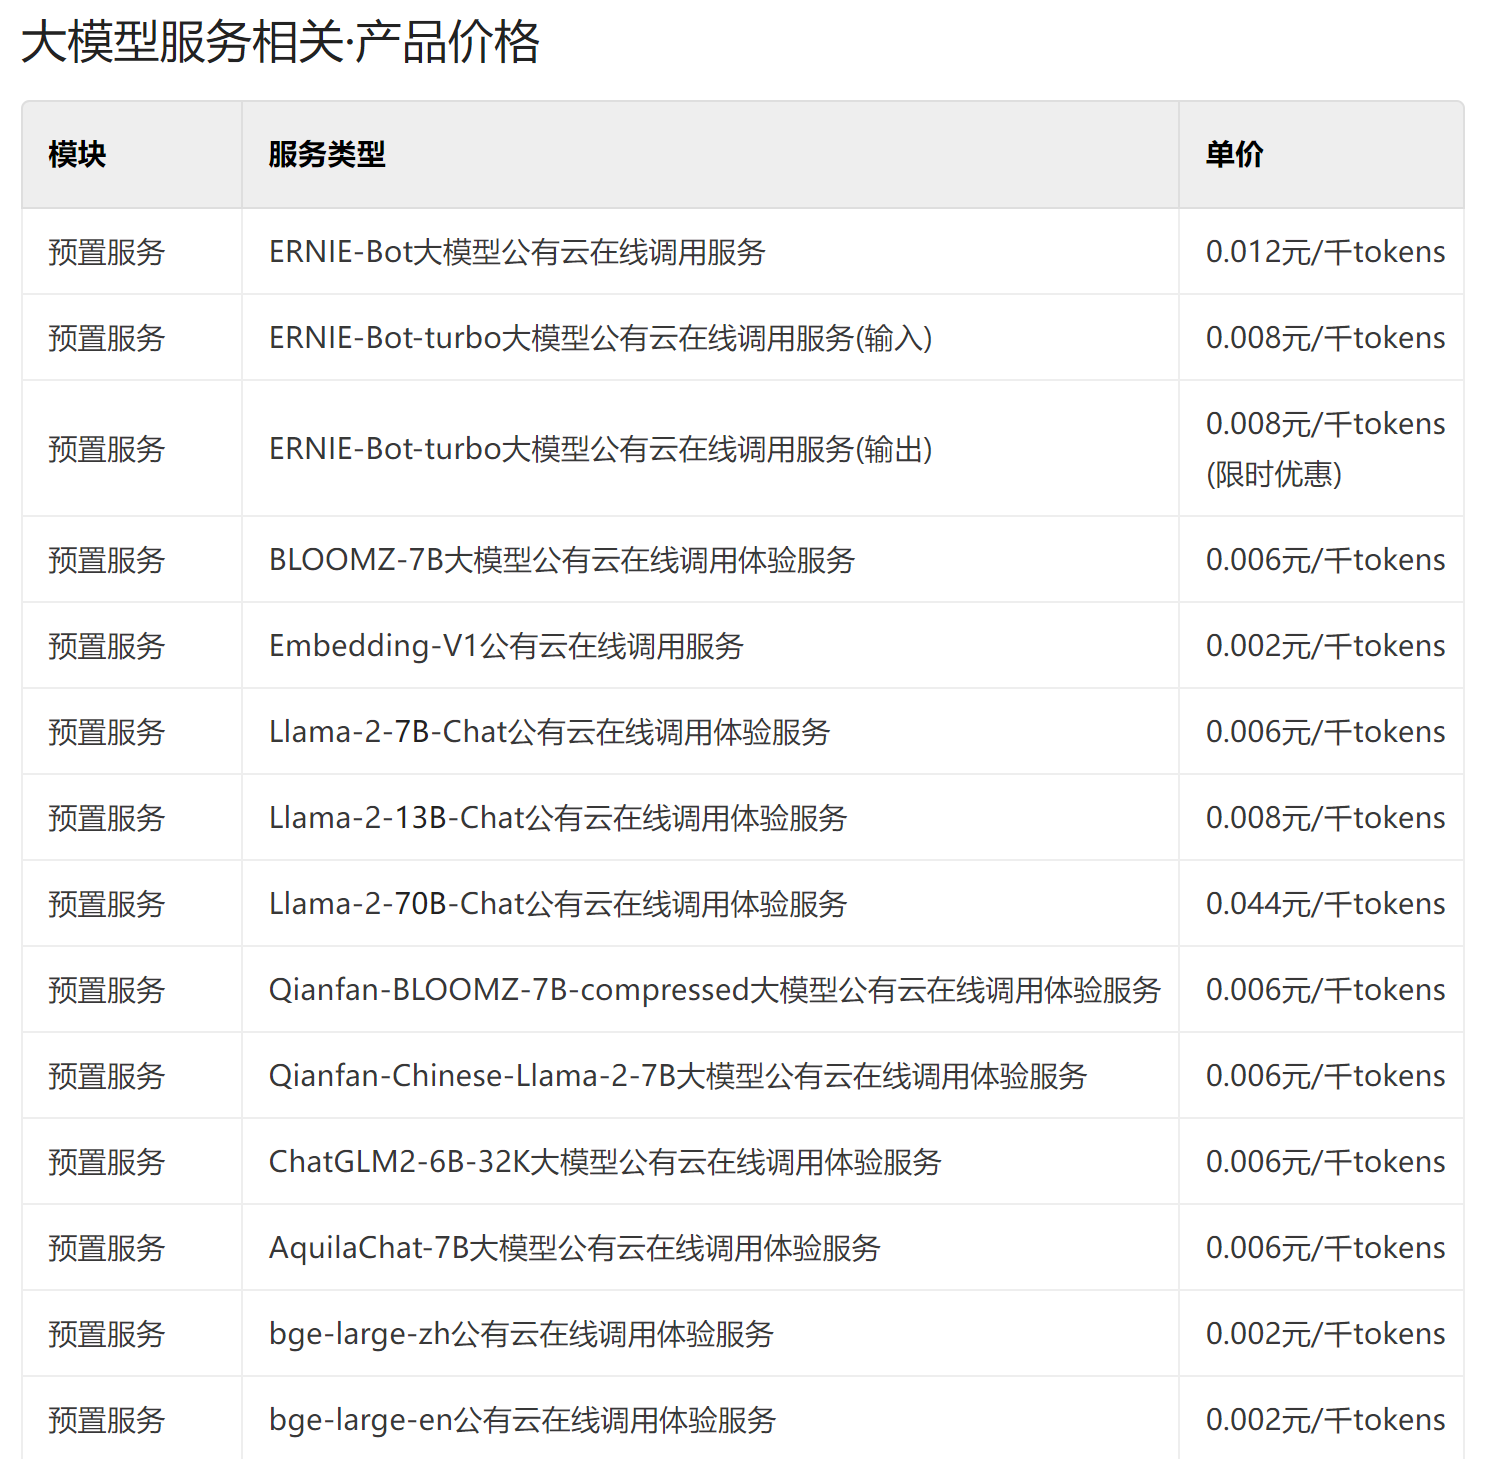 大模型服务相关·产品价格
模块 服务类型 单价
预置服务 ERNIE-Bot大模型公有云在线调用服务 0.012元/千tokens
预置服务 ERNIE-Bot-turbo大模型公有云在线调用服务(输入) 0.008元/千tokens
预置服务 ERNIE-Bot-turbo大模型公有云在线调用服务(输出) 0.008元/千tokens
(限时优惠)
预置服务 BLOOMZ-7B大模型公有云在线调用体验服务 0.006元/千tokens
预置服务 Embedding-V1公有云在线调用服务 0.002元/千tokens
预置服务 Llama-2-7B-Chat公有云在线调用体验服务 0.006元/千tokens
预置服务 Llama-2-13B-Chat公有云在线调用体验服务 0.008元/千tokens
预置服务 Llama-2-70B-Chat公有云在线调用体验服务 0.044元/千tokens
预置服务 Qianfan-BLOOMZ-7B-compressed大模型公有云在线调用体验服务 0.006元/千tokens
预置服务 Qianfan-Chinese-Llama-2-7B大模型公有云在线调用体验服务 0.006元/千tokens
预置服务 ChatGLM2-6B-32K大模型公有云在线调用体验服务 0.006元/千tokens
预置服务 AquilaChat-7B大模型公有云在线调用体验服务 0.006元/千tokens
预置服务 bge-large-zh公有云在线调用体验服务 0.002元/千tokens
预置服务 bge-large-en公有云在线调用体验服务 0.002元/千tokens